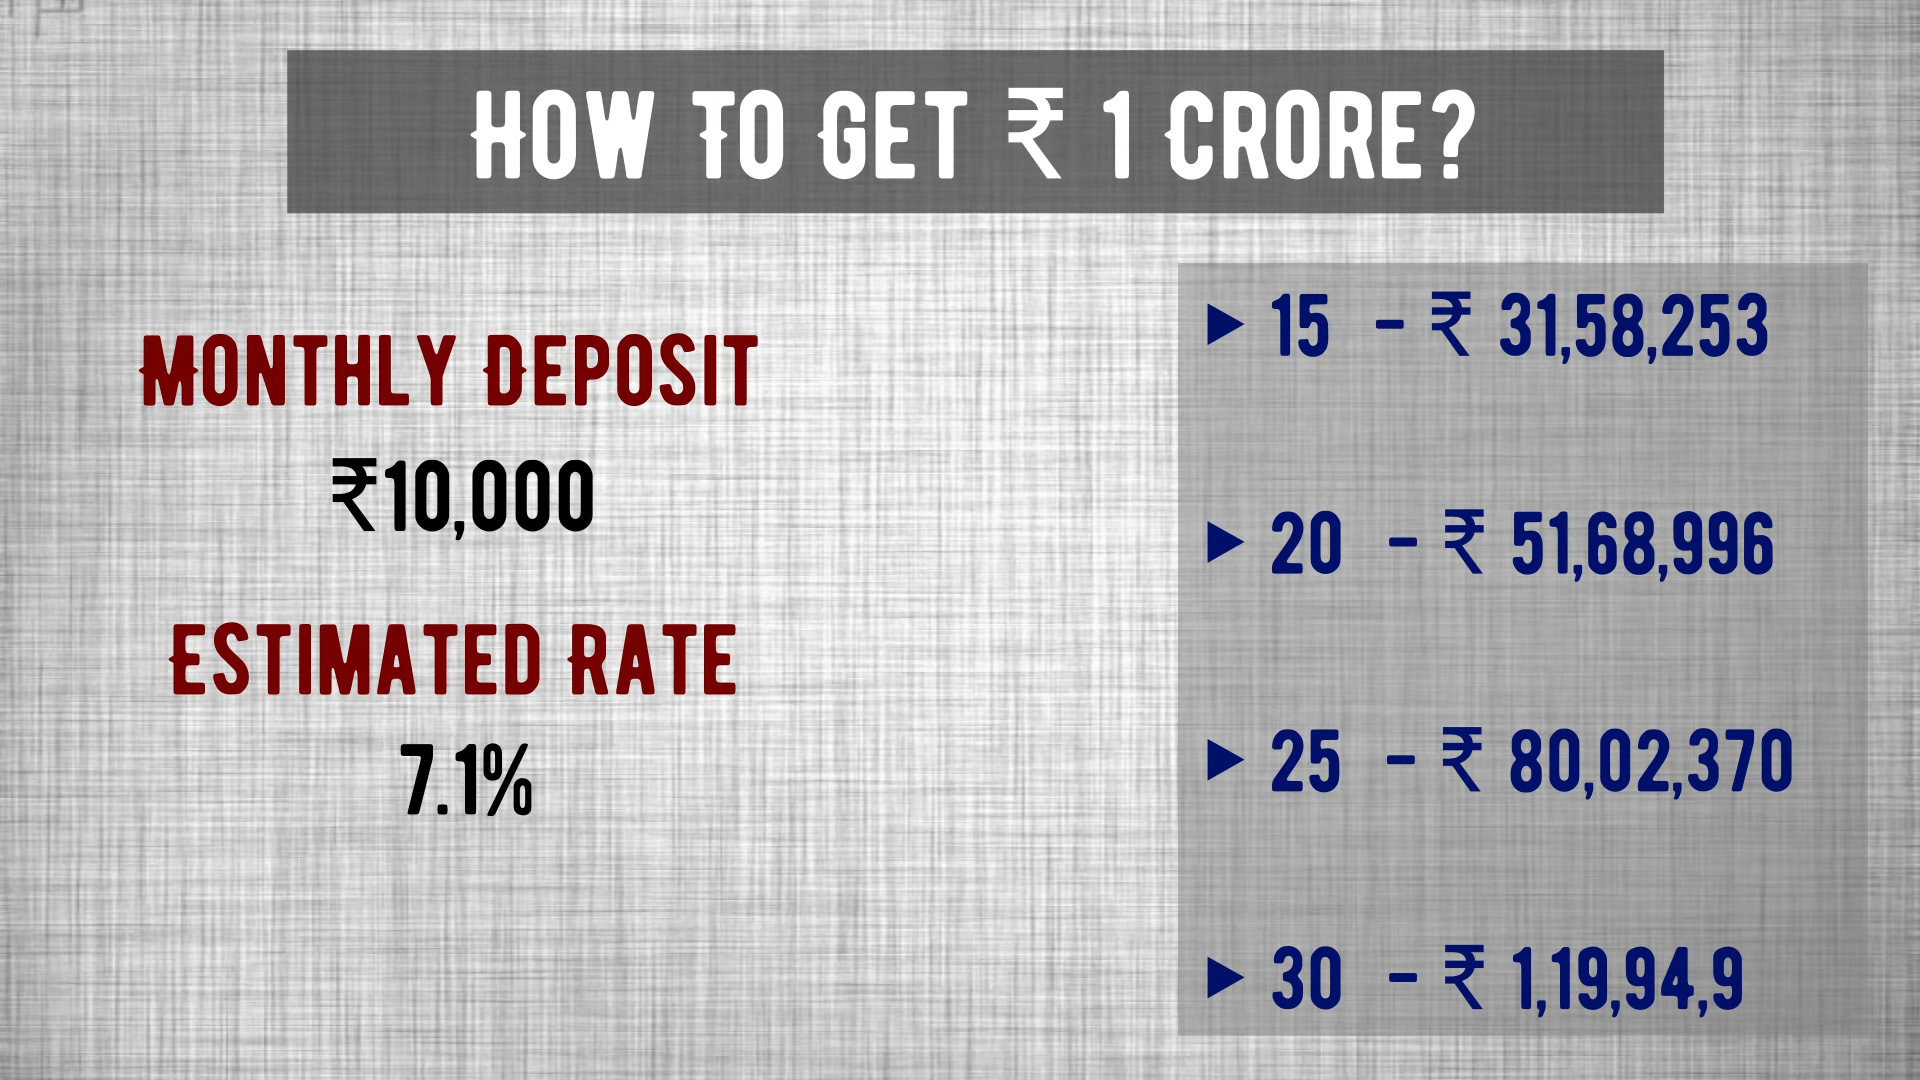 How To Get ₹ 1 Crore?
Monthly Deposit
₹10,000
Estimated Rate
7.1%
▶ 15 - ₹ 31,58,253
▶ 20 - ₹ 51,68,996
▶ 25 - ₹ 80,02,370
▶ 30 - ₹ 1,19,94,9